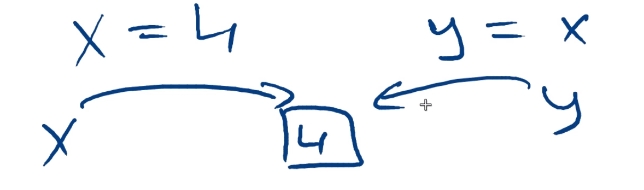 x = 4 y = x
x 4 y